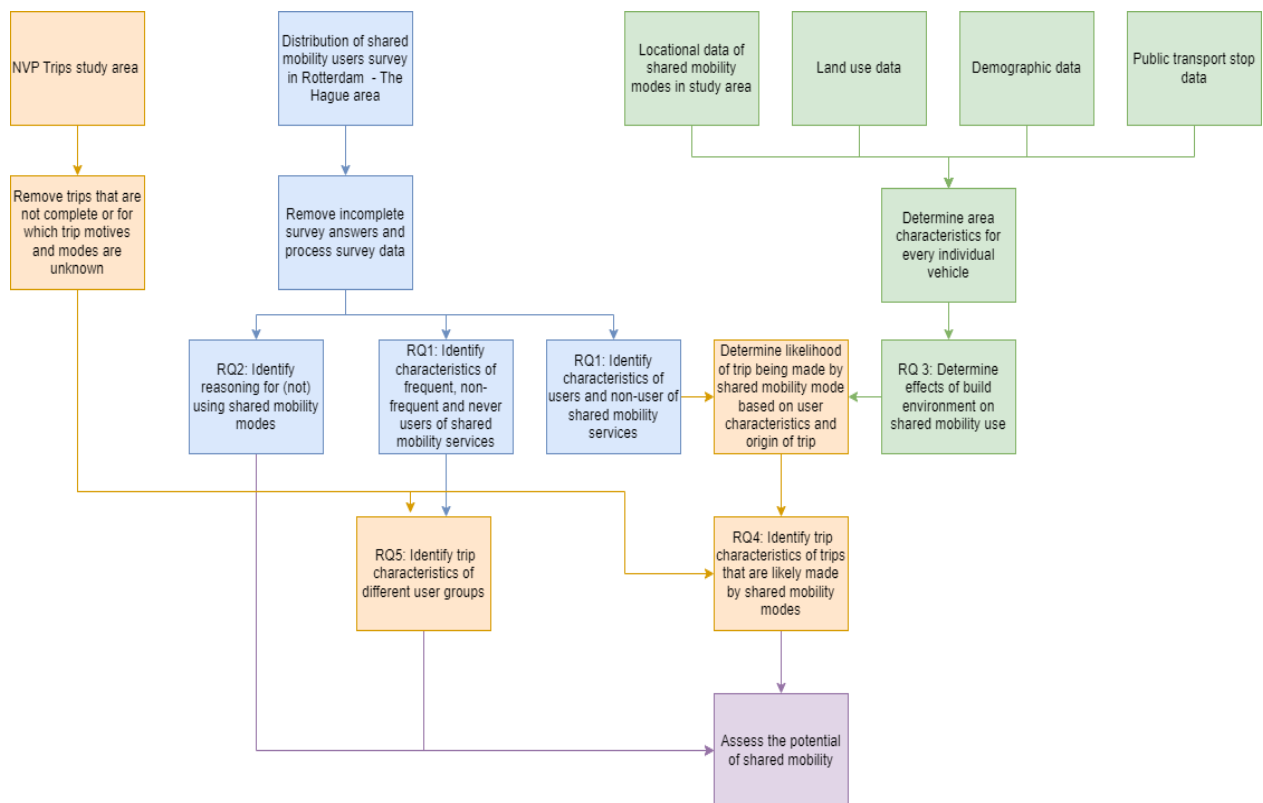 NVP Trips study area
Distribution of shared
mobility users survey
in Rotterdam - The
Hague area
Locational data of
shared mobility
modes in study area
Land use data
Demographic data
Public transport stop
data
Remove trips that are
not complete or for
which trip motives
and modes are
unknown
Remove incomplete
survey answers and
process survey data
Determine area
characteristics for
every individual
vehicle
RQ2: Identify
reasoning for (not)
using shared mobility
modes
RQ1: Identify
characteristics of
frequent, non-
frequent and never
users of shared
mobility services
RQ1: Identify
characteristics of
users and non-user of
shared mobility
services
Determine likelihood
of trip being made by
shared mobility mode
based on user
characteristics and
origin of trip
RQ 3: Determine
effects of build
environment on
shared mobility use
RQ5: Identify trip
characteristics of
different user groups
RQ4: Identify trip
characteristics of trips
that are likely made
by shared mobility
modes
Assess the potential
of shared mobility